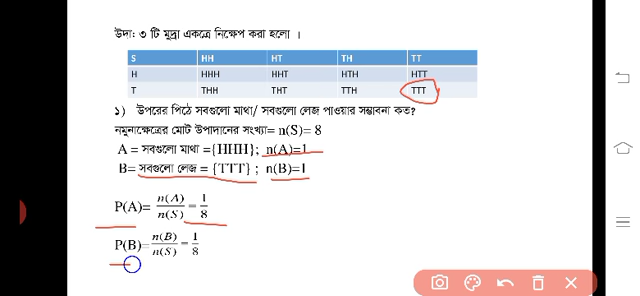 উদা: ৩ টি মুদ্রা একত্রে নিক্ষেপ করা হলো ।
S HH HT TH TT
H HHH HHT HTH HTT
T THH THT TTH TTT
১) উপরের পিঠে সবগুলো মাথা/ সবগুলো লেজ পাওয়ার সম্ভাবনা কত?
নমুনাক্ষেত্রের মোট উপাদানের সংখ্যা= n(S)= 8
A = সবগুলো মাথা ={HHH}; n(A)=1
B= সবগুলো লেজ = {TTT} ; n(B)=1
P(A)= n(A)/n(S) = 1/8
P(B)= n(B)/n(S) = 1/8